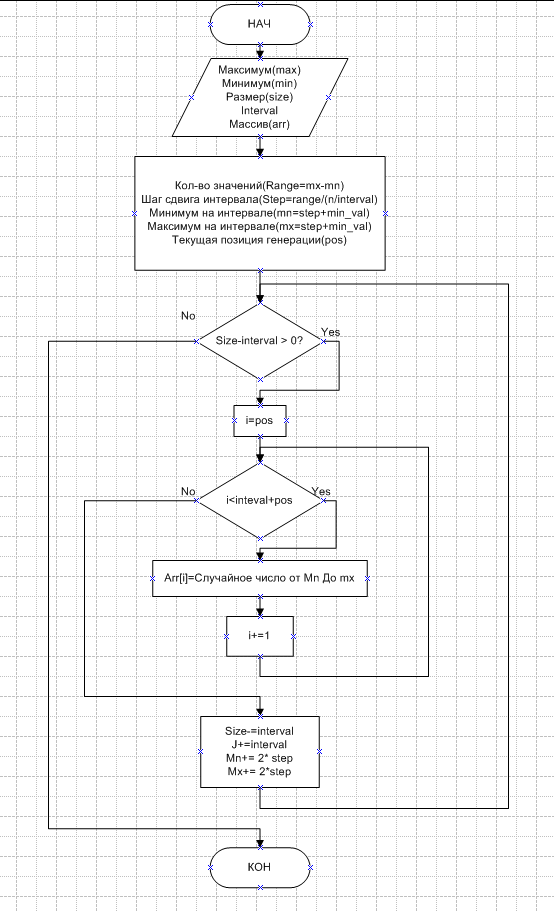 НАЧ
Максимум(max)
Минимум(min)
Размер(size)
Interval
Массив(arr)
Кол-во значений(Range=mx-mn)
Шаг сдвига интервала(Step=range/(n/interval)
Минимум на интервале(mn=step+min_val)
Максимум на интервале(mx=step+min_val)
Текущая позиция генерации(pos)
No
Yes
Size-interval > 0?
i=pos
No
Yes
i<inteval+pos
Arr[i]=Случайное число от Mn До mx
i+=1
Size-=interval
J+=interval
Mn+= 2* step
Mx+= 2*step
КОН